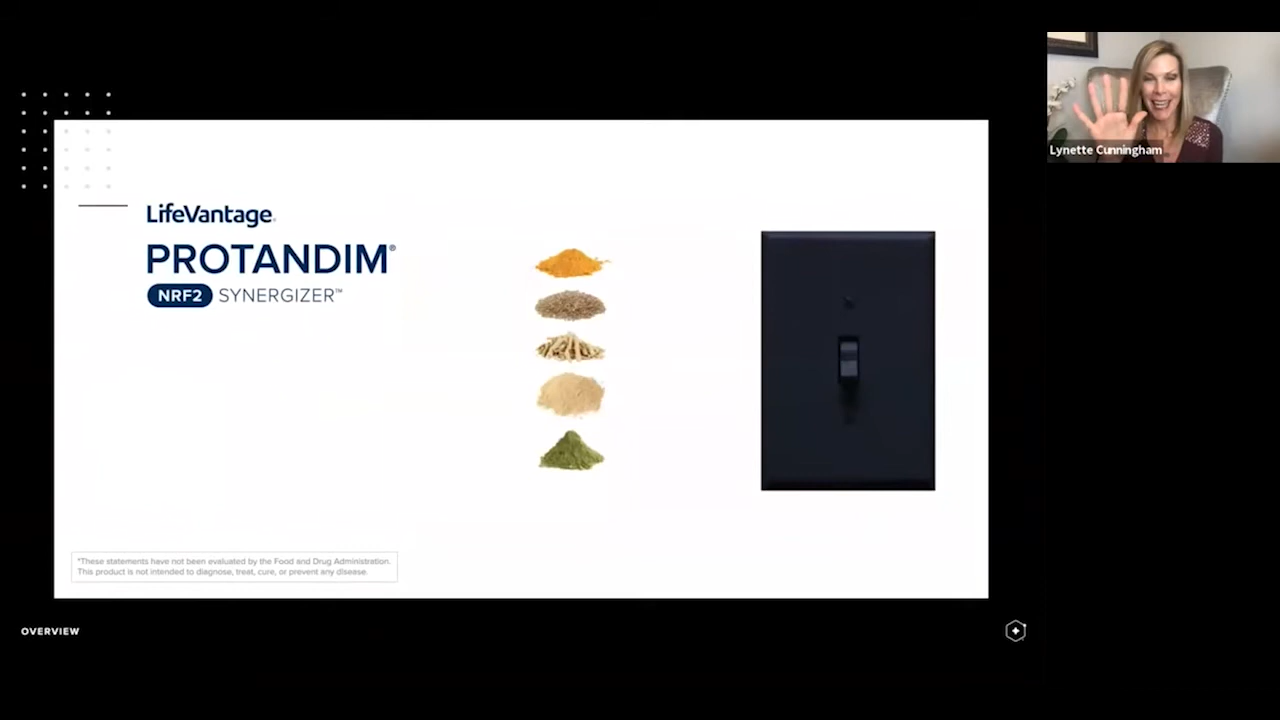 Lynette Cunningham
LifeVantage®
PROTANDIM®
NRF2 SYNERGIZER™
*These statements have not been evaluated by the Food and Drug Administration.
This product is not intended to diagnose, treat, cure, or prevent any disease.
OVERVIEW